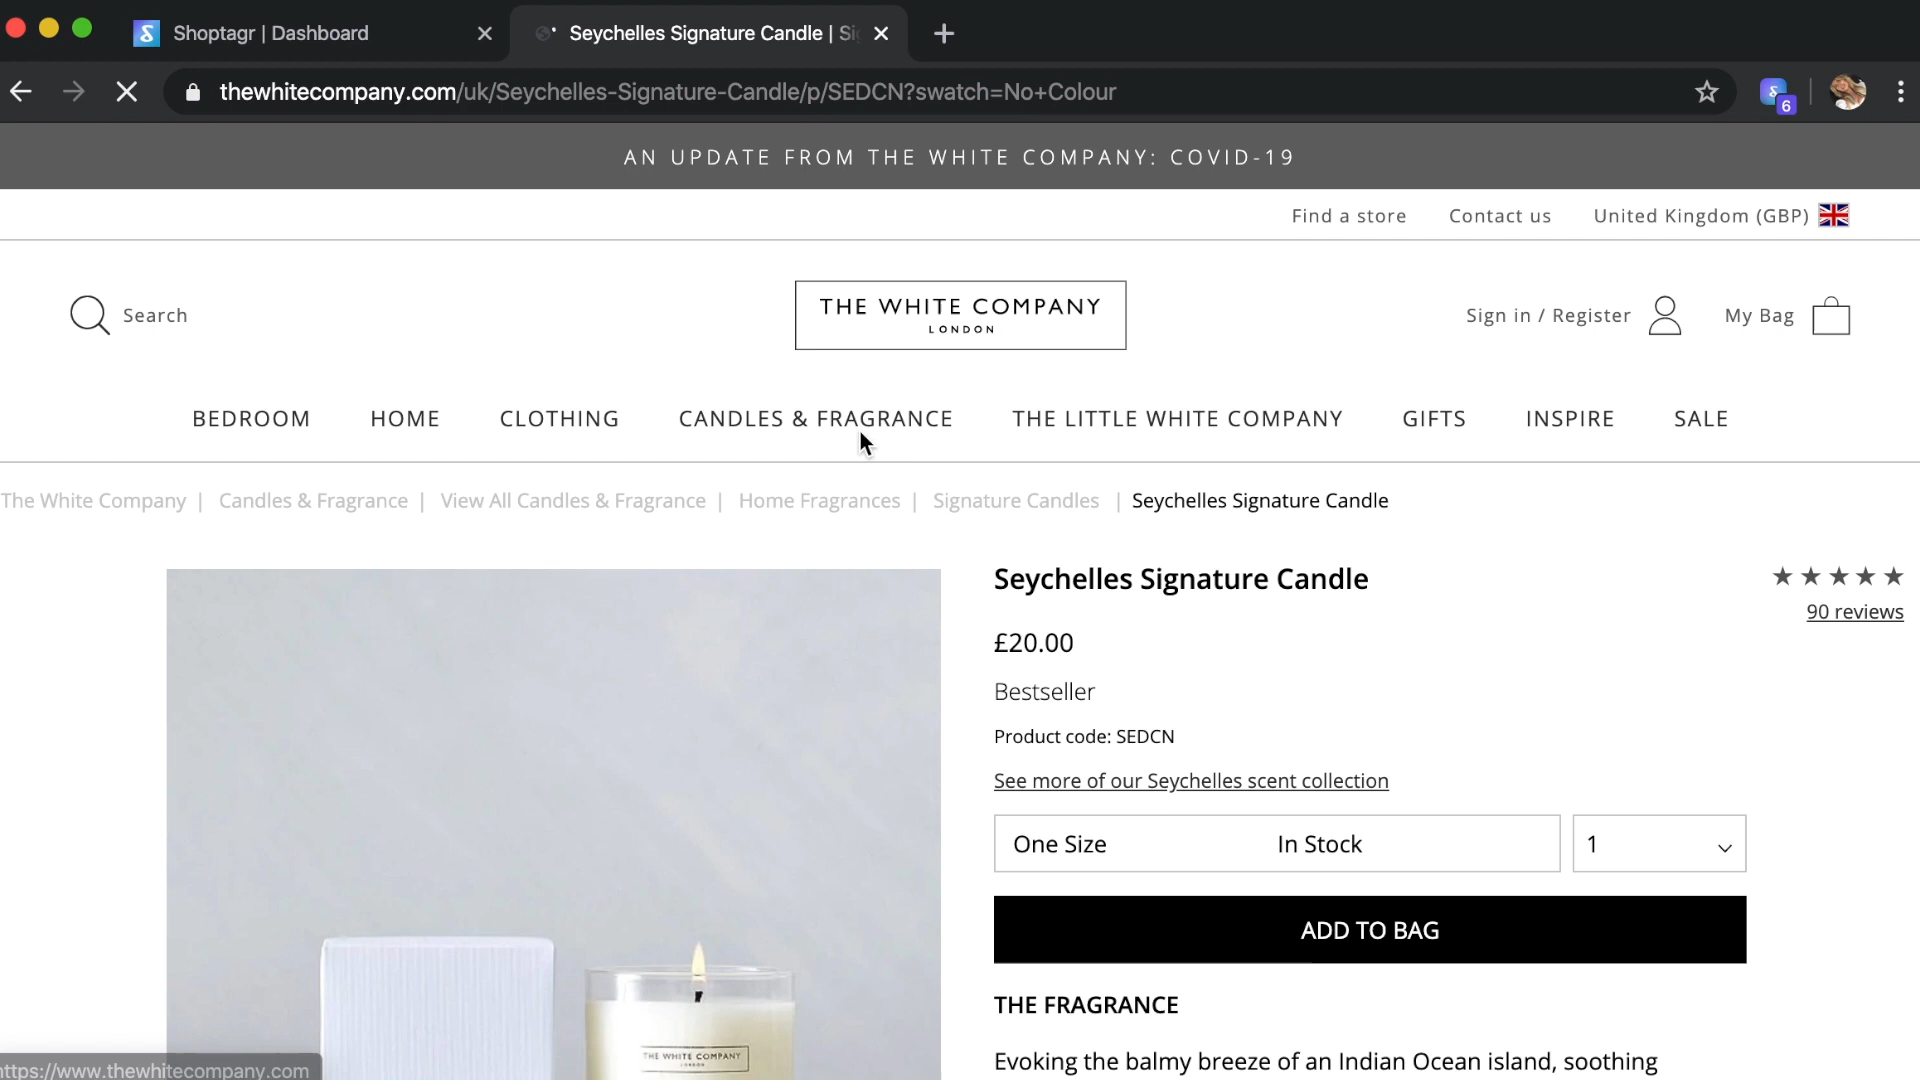 Shoptagr | Dashboard
Seychelles Signature Candle | Si
thewhitecompany.com/uk/Seychelles-Signature-Candle/p/SEDCN?swatch=No+Colour
6
AN UPDATE FROM THE WHITE COMPANY: COVID-19
Find a store
Contact us
United Kingdom (GBP)
Search
THE WHITE COMPANY
LONDON
Sign in / Register
My Bag
BEDROOM
HOME
CLOTHING
CANDLES & FRAGRANCE
THE LITTLE WHITE COMPANY
GIFTS
INSPIRE
SALE
The White Company | Candles & Fragrance | View All Candles & Fragrance | Home Fragrances | Signature Candles | Seychelles Signature Candle
Seychelles Signature Candle
90 reviews
£20.00
Bestseller
Product code: SEDCN
See more of our Seychelles scent collection
One Size
In Stock
1
ADD TO BAG
THE FRAGRANCE
Evoking the balmy breeze of an Indian Ocean island, soothing
THE WHITE COMPANY
LONDON
https://www.thewhitecompany.com